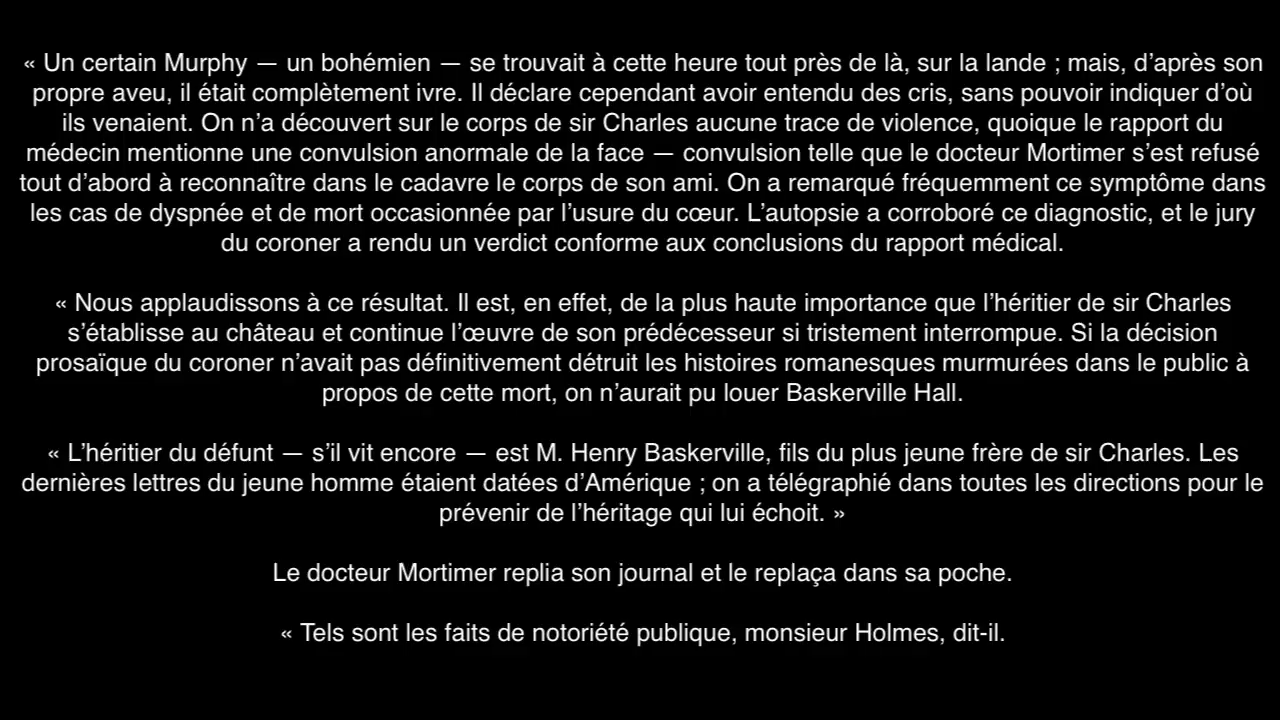 « Un certain Murphy — un bohémien — se trouvait à cette heure tout près de là, sur la lande ; mais, d’après son
propre aveu, il était complètement ivre. Il déclare cependant avoir entendu des cris, sans pouvoir indiquer d’où
ils venaient. On n’a découvert sur le corps de sir Charles aucune trace de violence, quoique le rapport du
médecin mentionne une convulsion anormale de la face — convulsion telle que le docteur Mortimer s’est refusé
tout d’abord à reconnaître dans le cadavre le corps de son ami. On a remarqué fréquemment ce symptôme dans
les cas de dyspnée et de mort occasionnée par l’usure du cœur. L’autopsie a corroboré ce diagnostic, et le jury
du coroner a rendu un verdict conforme aux conclusions du rapport médical.
« Nous applaudissons à ce résultat. Il est, en effet, de la plus haute importance que l’héritier de sir Charles
s’établisse au château et continue l’œuvre de son prédécesseur si tristement interrompue. Si la décision
prosaïque du coroner n’avait pas définitivement détruit les histoires romanesques murmurées dans le public à
propos de cette mort, on n’aurait pu louer Baskerville Hall.
« L’héritier du défunt — s’il vit encore — est M. Henry Baskerville, fils du plus jeune frère de sir Charles. Les
dernières lettres du jeune homme étaient datées d’Amérique ; on a télégraphié dans toutes les directions pour le
prévenir de l’héritage qui lui échoit. »
Le docteur Mortimer replia son journal et le replaça dans sa poche.
« Tels sont les faits de notoriété publique, monsieur Holmes, dit-il.